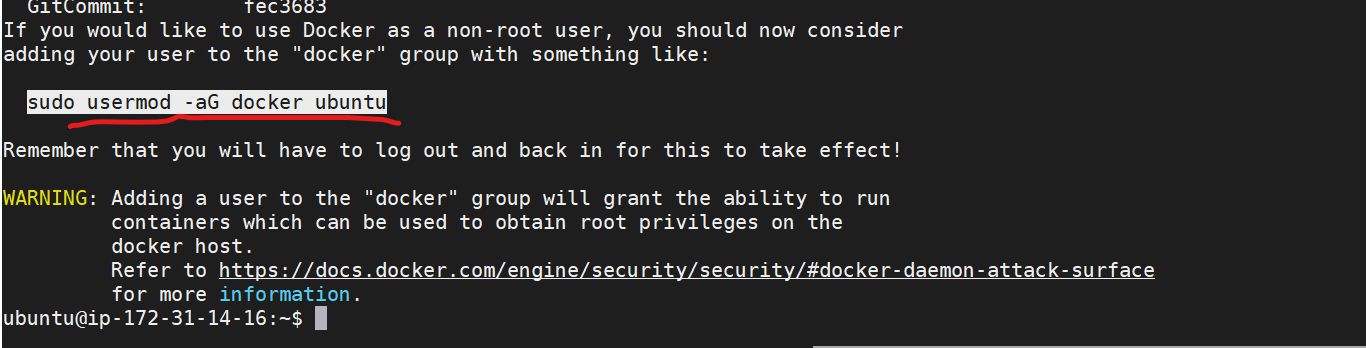 GitCommit: fec3683
If you would like to use Docker as a non-root user, you should now consider
adding your user to the "docker" group with something like:
sudo usermod -aG docker ubuntu
Remember that you will have to log out and back in for this to take effect!
WARNING: Adding a user to the "docker" group will grant the ability to run
containers which can be used to obtain root privileges on the
docker host.
Refer to https://docs.docker.com/engine/security/security/#docker-daemon-attack-surface
for more information.
ubuntu@ip-172-31-14-16:~$